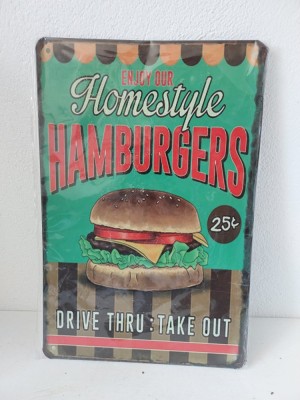 ENJOY OUR
Homestyle
HAMBURGERS
25¢
DRIVE THRU : TAKE OUT